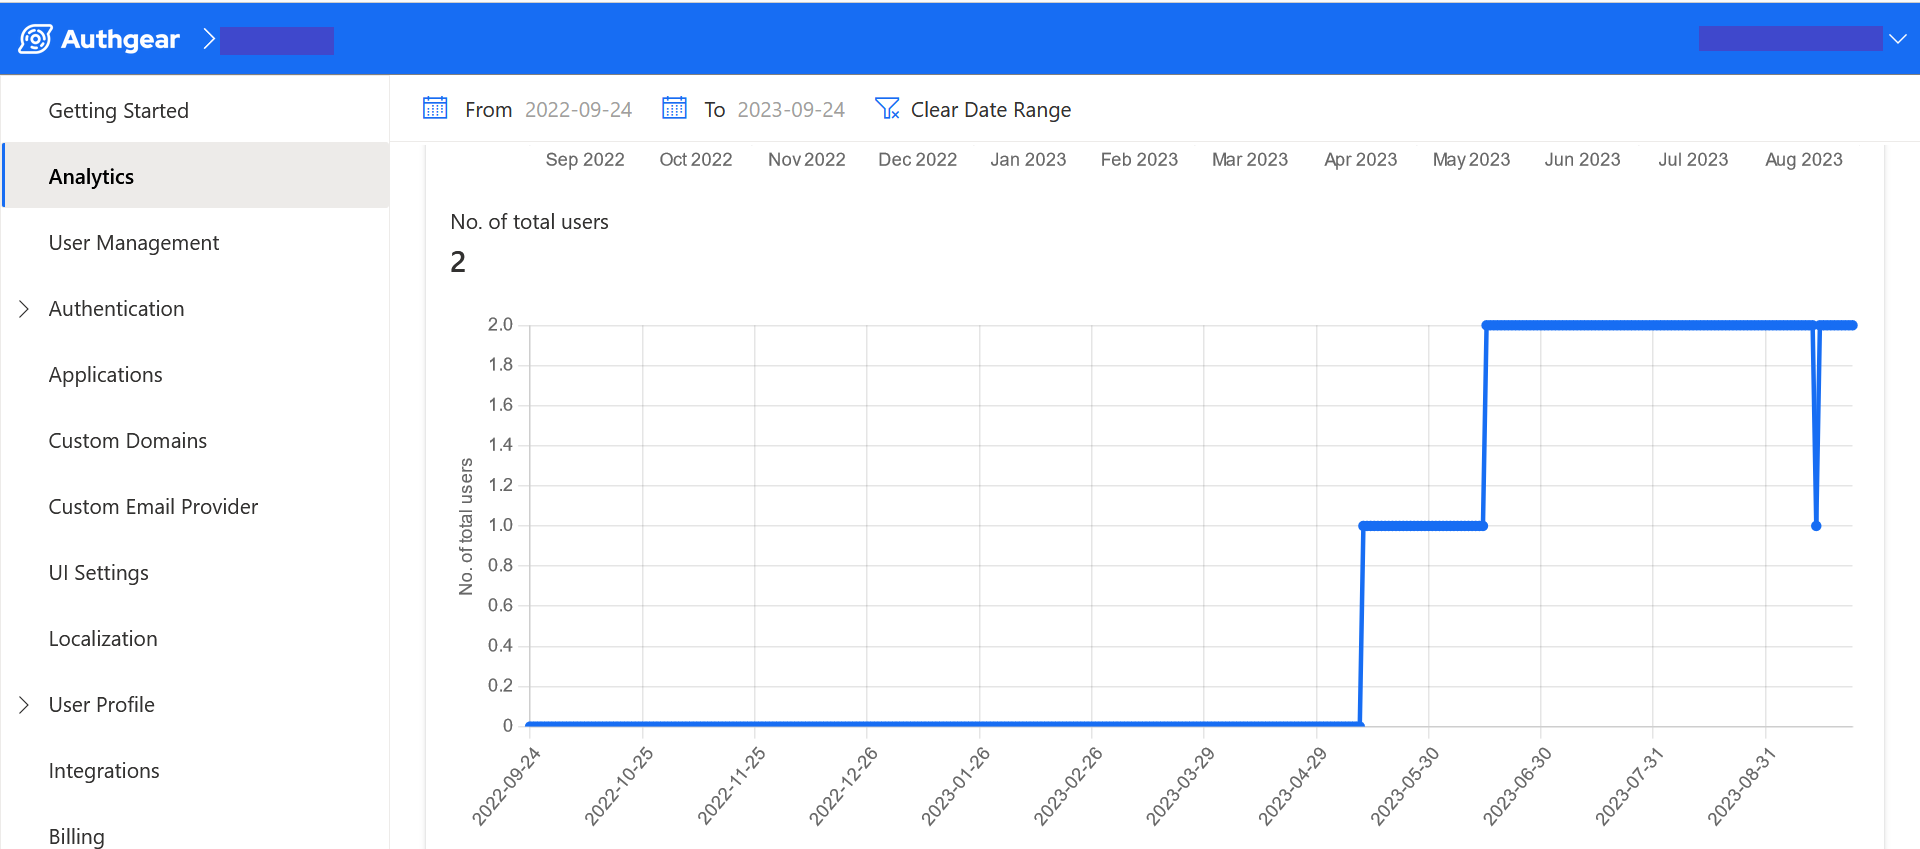 Authgear
From 2022-09-24 To 2023-09-24 Clear Date Range
Getting Started
Analytics
User Management
Authentication
Applications
Custom Domains
Custom Email Provider
UI Settings
Localization
User Profile
Integrations
Billing
Sep 2022 Oct 2022 Nov 2022 Dec 2022 Jan 2023 Feb 2023 Mar 2023 Apr 2023 May 2023 Jun 2023 Jul 2023 Aug 2023
No. of total users
2
No. of total users
2.0
1.8
1.6
1.4
1.2
1.0
0.8
0.6
0.4
0.2
0
2022-09-24 2022-10-25 2022-11-25 2022-12-26 2023-01-26 2023-02-26 2023-03-29 2023-04-29 2023-05-30 2023-06-30 2023-07-31 2023-08-31